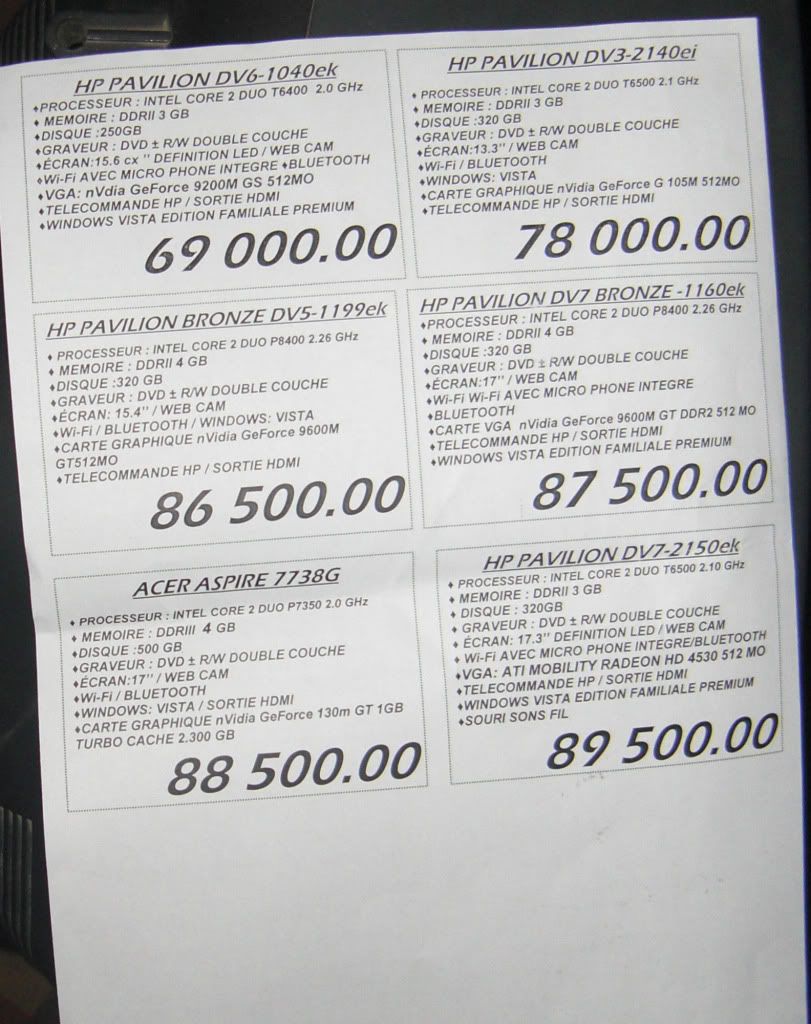 HP PAVILION DV6-1040ek
♦PROCESSEUR : INTEL CORE 2 DUO T6400 2.0 GHz
♦ MEMOIRE : DDRII 3 GB
♦DISQUE :250GB
♦GRAVEUR : DVD ± R/W DOUBLE COUCHE
♦ÉCRAN:15.6 cx '' DEFINITION LED / WEB CAM
♦Wi-Fi AVEC MICRO PHONE INTEGRE ♦BLUETOOTH
♦VGA: nVdia GeForce 9200M GS 512MO
♦TELECOMMANDE HP / SORTIE HDMI
♦WINDOWS VISTA EDITION FAMILIALE PREMIUM
69 000.00
HP PAVILION DV3-2140ei
♦PROCESSEUR : INTEL CORE 2 DUO T6500 2.1 GHz
♦ MEMOIRE : DDRII 3 GB
♦DISQUE :320 GB
♦GRAVEUR : DVD ± R/W DOUBLE COUCHE
♦ÉCRAN:13.3'' / WEB CAM
♦Wi-Fi / BLUETOOTH
♦WINDOWS: VISTA
♦CARTE GRAPHIQUE nVidia GeForce G 105M 512MO
♦TELECOMMANDE HP / SORTIE HDMI
78 000.00
HP PAVILION BRONZE DV5-1199ek
♦ PROCESSEUR : INTEL CORE 2 DUO P8400 2.26 GHz
♦ MEMOIRE : DDRII 4 GB
♦DISQUE :320 GB
♦GRAVEUR : DVD ± R/W DOUBLE COUCHE
♦ÉCRAN: 15.4'' / WEB CAM
♦Wi-Fi / BLUETOOTH / WINDOWS: VISTA
♦CARTE GRAPHIQUE nVidia GeForce 9600M
GT512MO
♦TELECOMMANDE HP / SORTIE HDMI
86 500.00
HP PAVILION DV7 BRONZE -1160ek
♦PROCESSEUR : INTEL CORE 2 DUO P8400 2.26 GHz
♦ MEMOIRE : DDRII 4 GB
♦DISQUE :320 GB
♦GRAVEUR : DVD ± R/W DOUBLE COUCHE
♦ÉCRAN:17'' / WEB CAM
♦Wi-Fi Wi-Fi AVEC MICRO PHONE INTEGRE
♦BLUETOOTH
♦CARTE VGA nVidia GeForce 9600M GT DDR2 512 MO
♦TELECOMMANDE HP / SORTIE HDMI
♦WINDOWS VISTA EDITION FAMILIALE PREMIUM
87 500.00
ACER ASPIRE 7738G
♦ PROCESSEUR : INTEL CORE 2 DUO P7350 2.0 GHz
♦ MEMOIRE : DDRIII 4 GB
♦DISQUE :500 GB
♦GRAVEUR : DVD ± R/W DOUBLE COUCHE
♦ÉCRAN:17'' / WEB CAM
♦Wi-Fi / BLUETOOTH
♦WINDOWS: VISTA / SORTIE HDMI
♦CARTE GRAPHIQUE nVidia GeForce 130m GT 1GB
TURBO CACHE 2.300 GB
88 500.00
HP PAVILION DV7-2150ek
♦ PROCESSEUR : INTEL CORE 2 DUO T6500 2.10 GHz
♦ MEMOIRE : DDRII 3 GB
♦ DISQUE : 320GB
♦ GRAVEUR : DVD ± R/W DOUBLE COUCHE
♦ ÉCRAN: 17.3'' DEFINITION LED / WEB CAM
♦ Wi-Fi AVEC MICRO PHONE INTEGRE/BLUETOOTH
♦VGA: ATI MOBILITY RADEON HD 4530 512 MO
♦TELECOMMANDE HP / SORTIE HDMI
♦WINDOWS VISTA EDITION FAMILIALE PREMIUM
♦SOURI SONS FIL
89 500.00